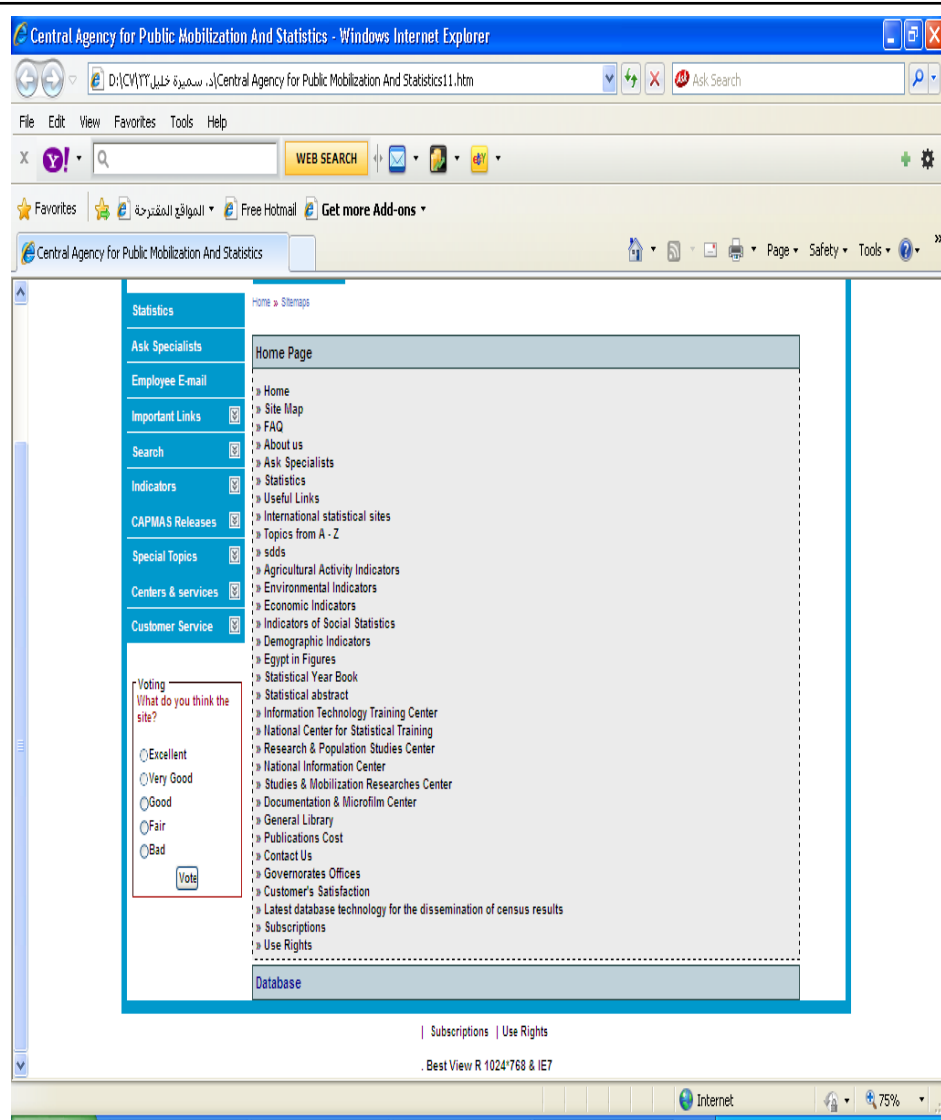 Central Agency for Public Mobilization And Statistics - Windows Internet Explorer
D:\CV\٢٢د. سميرة خليل\Central Agency for Public Mobilization And Statistics11.htm
Ask Search
File Edit View Favorites Tools Help
WEB SEARCH
Favorites المواقع المقترحة Free Hotmail Get more Add-ons
Central Agency for Public Mobilization And Statistics
Page Safety Tools
Statistics
Ask Specialists
Employee E-mail
Important Links
Search
Indicators
CAPMAS Releases
Special Topics
Centers & services
Customer Service
Voting
What do you think the
site?
Excellent
Very Good
Good
Fair
Bad
Vote
Home » Sitemaps
Home Page
» Home
» Site Map
» FAQ
» About us
» Ask Specialists
» Statistics
» Useful Links
» International statistical sites
» Topics from A - Z
» sdds
» Agricultural Activity Indicators
» Environmental Indicators
» Economic Indicators
» Indicators of Social Statistics
» Demographic Indicators
» Egypt in Figures
» Statistical Year Book
» Statistical abstract
» Information Technology Training Center
» National Center for Statistical Training
» Research & Population Studies Center
» National Information Center
» Studies & Mobilization Researches Center
» Documentation & Microfilm Center
» General Library
» Publications Cost
» Contact Us
» Governorates Offices
» Customer's Satisfaction
» Latest database technology for the dissemination of census results
» Subscriptions
» Use Rights
Database
| Subscriptions | Use Rights
. Best View R 1024*768 & IE7
Internet
75%